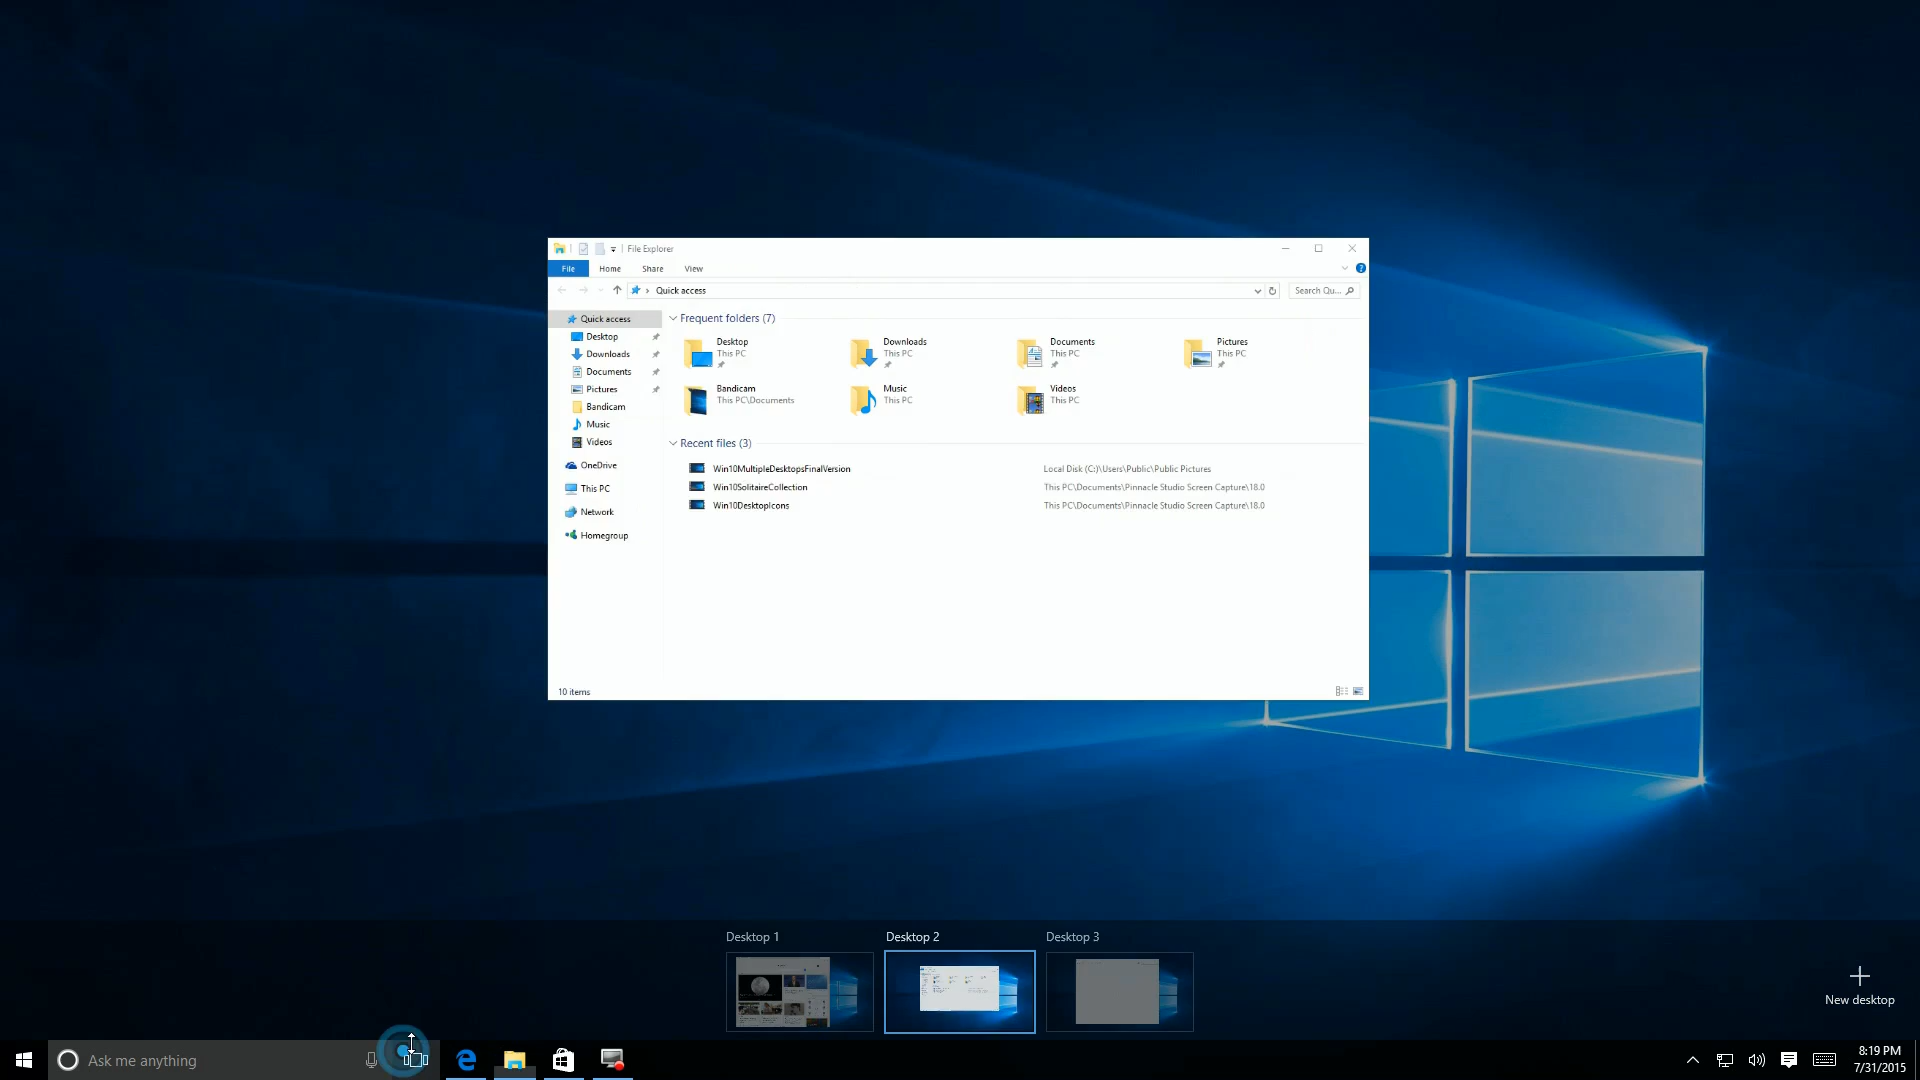 File Explorer
File Home Share View
Quick access Search Qu...
Quick access
Desktop
Downloads
Documents
Pictures
Bandicam
Music
Videos
OneDrive
This PC
Network
Homegroup
Frequent folders (7)
Desktop
This PC
Downloads
This PC
Documents
This PC
Pictures
This PC
Bandicam
This PC\Documents
Music
This PC
Videos
This PC
Recent files (3)
Win10MultipleDesktopsFinalVersion Local Disk (C:)\Users\Public\Public Pictures
Win10SolitaireCollection This PC\Documents\Pinnacle Studio Screen Capture\18.0
Win10DesktopIcons This PC\Documents\Pinnacle Studio Screen Capture\18.0
10 items
Desktop 1 Desktop 2 Desktop 3
New desktop
Ask me anything
8:19 PM
7/31/2015